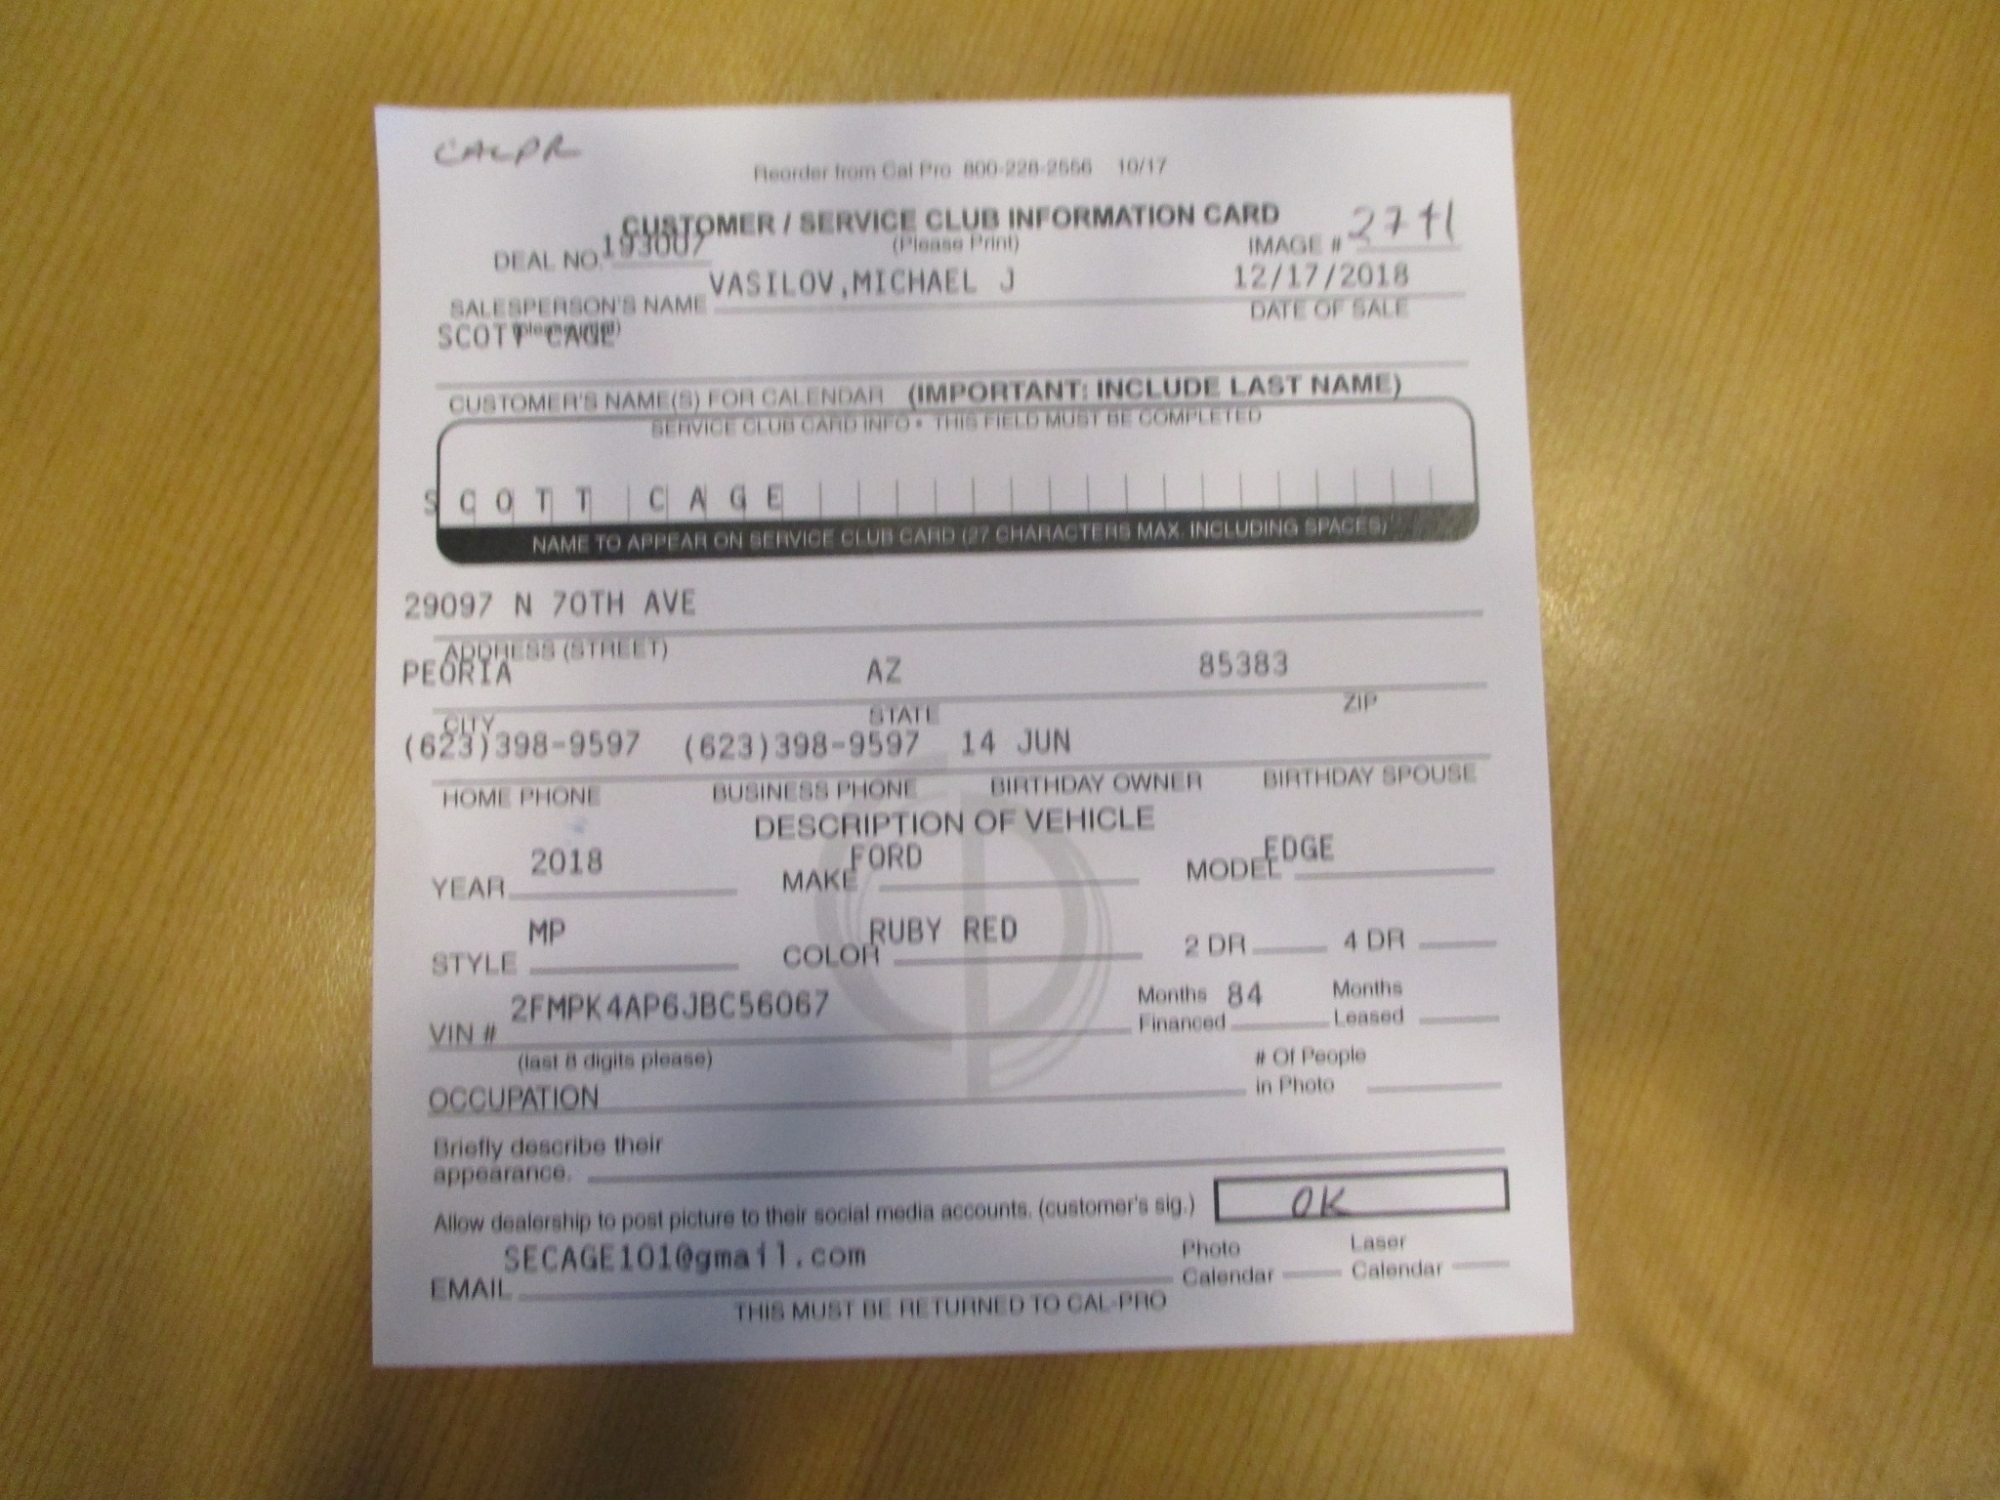 CALPR
Reorder from Cal Pro 800-228-2556 10/17
CUSTOMER / SERVICE CLUB INFORMATION CARD
(Please Print)
DEAL NO. 193007
IMAGE # 2741
SALESPERSON'S NAME VASILOV,MICHAEL J
12/17/2018
(please print)
DATE OF SALE
SCOTT CAGE
CUSTOMER'S NAME(S) FOR CALENDAR (IMPORTANT: INCLUDE LAST NAME)
SERVICE CLUB CARD INFO • THIS FIELD MUST BE COMPLETED
SCOTT CAGE
NAME TO APPEAR ON SERVICE CLUB CARD (27 CHARACTERS MAX. INCLUDING SPACES)
29097 N 70TH AVE
ADDRESS (STREET)
PEORIA AZ 85383
CITY STATE ZIP
(623)398-9597 (623)398-9597 14 JUN
HOME PHONE BUSINESS PHONE BIRTHDAY OWNER BIRTHDAY SPOUSE
DESCRIPTION OF VEHICLE
YEAR 2018 MAKE FORD MODEL EDGE
STYLE MP COLOR RUBY RED 2 DR 4 DR
VIN # 2FMPK4AP6JBC56067 Months Financed 84 Months Leased
(last 8 digits please)
OCCUPATION # Of People in Photo
Briefly describe their
appearance.
Allow dealership to post picture to their social media accounts. (customer's sig.) OK
EMAIL SECAGE101@gmail.com Photo Calendar Laser Calendar
THIS MUST BE RETURNED TO CAL-PRO